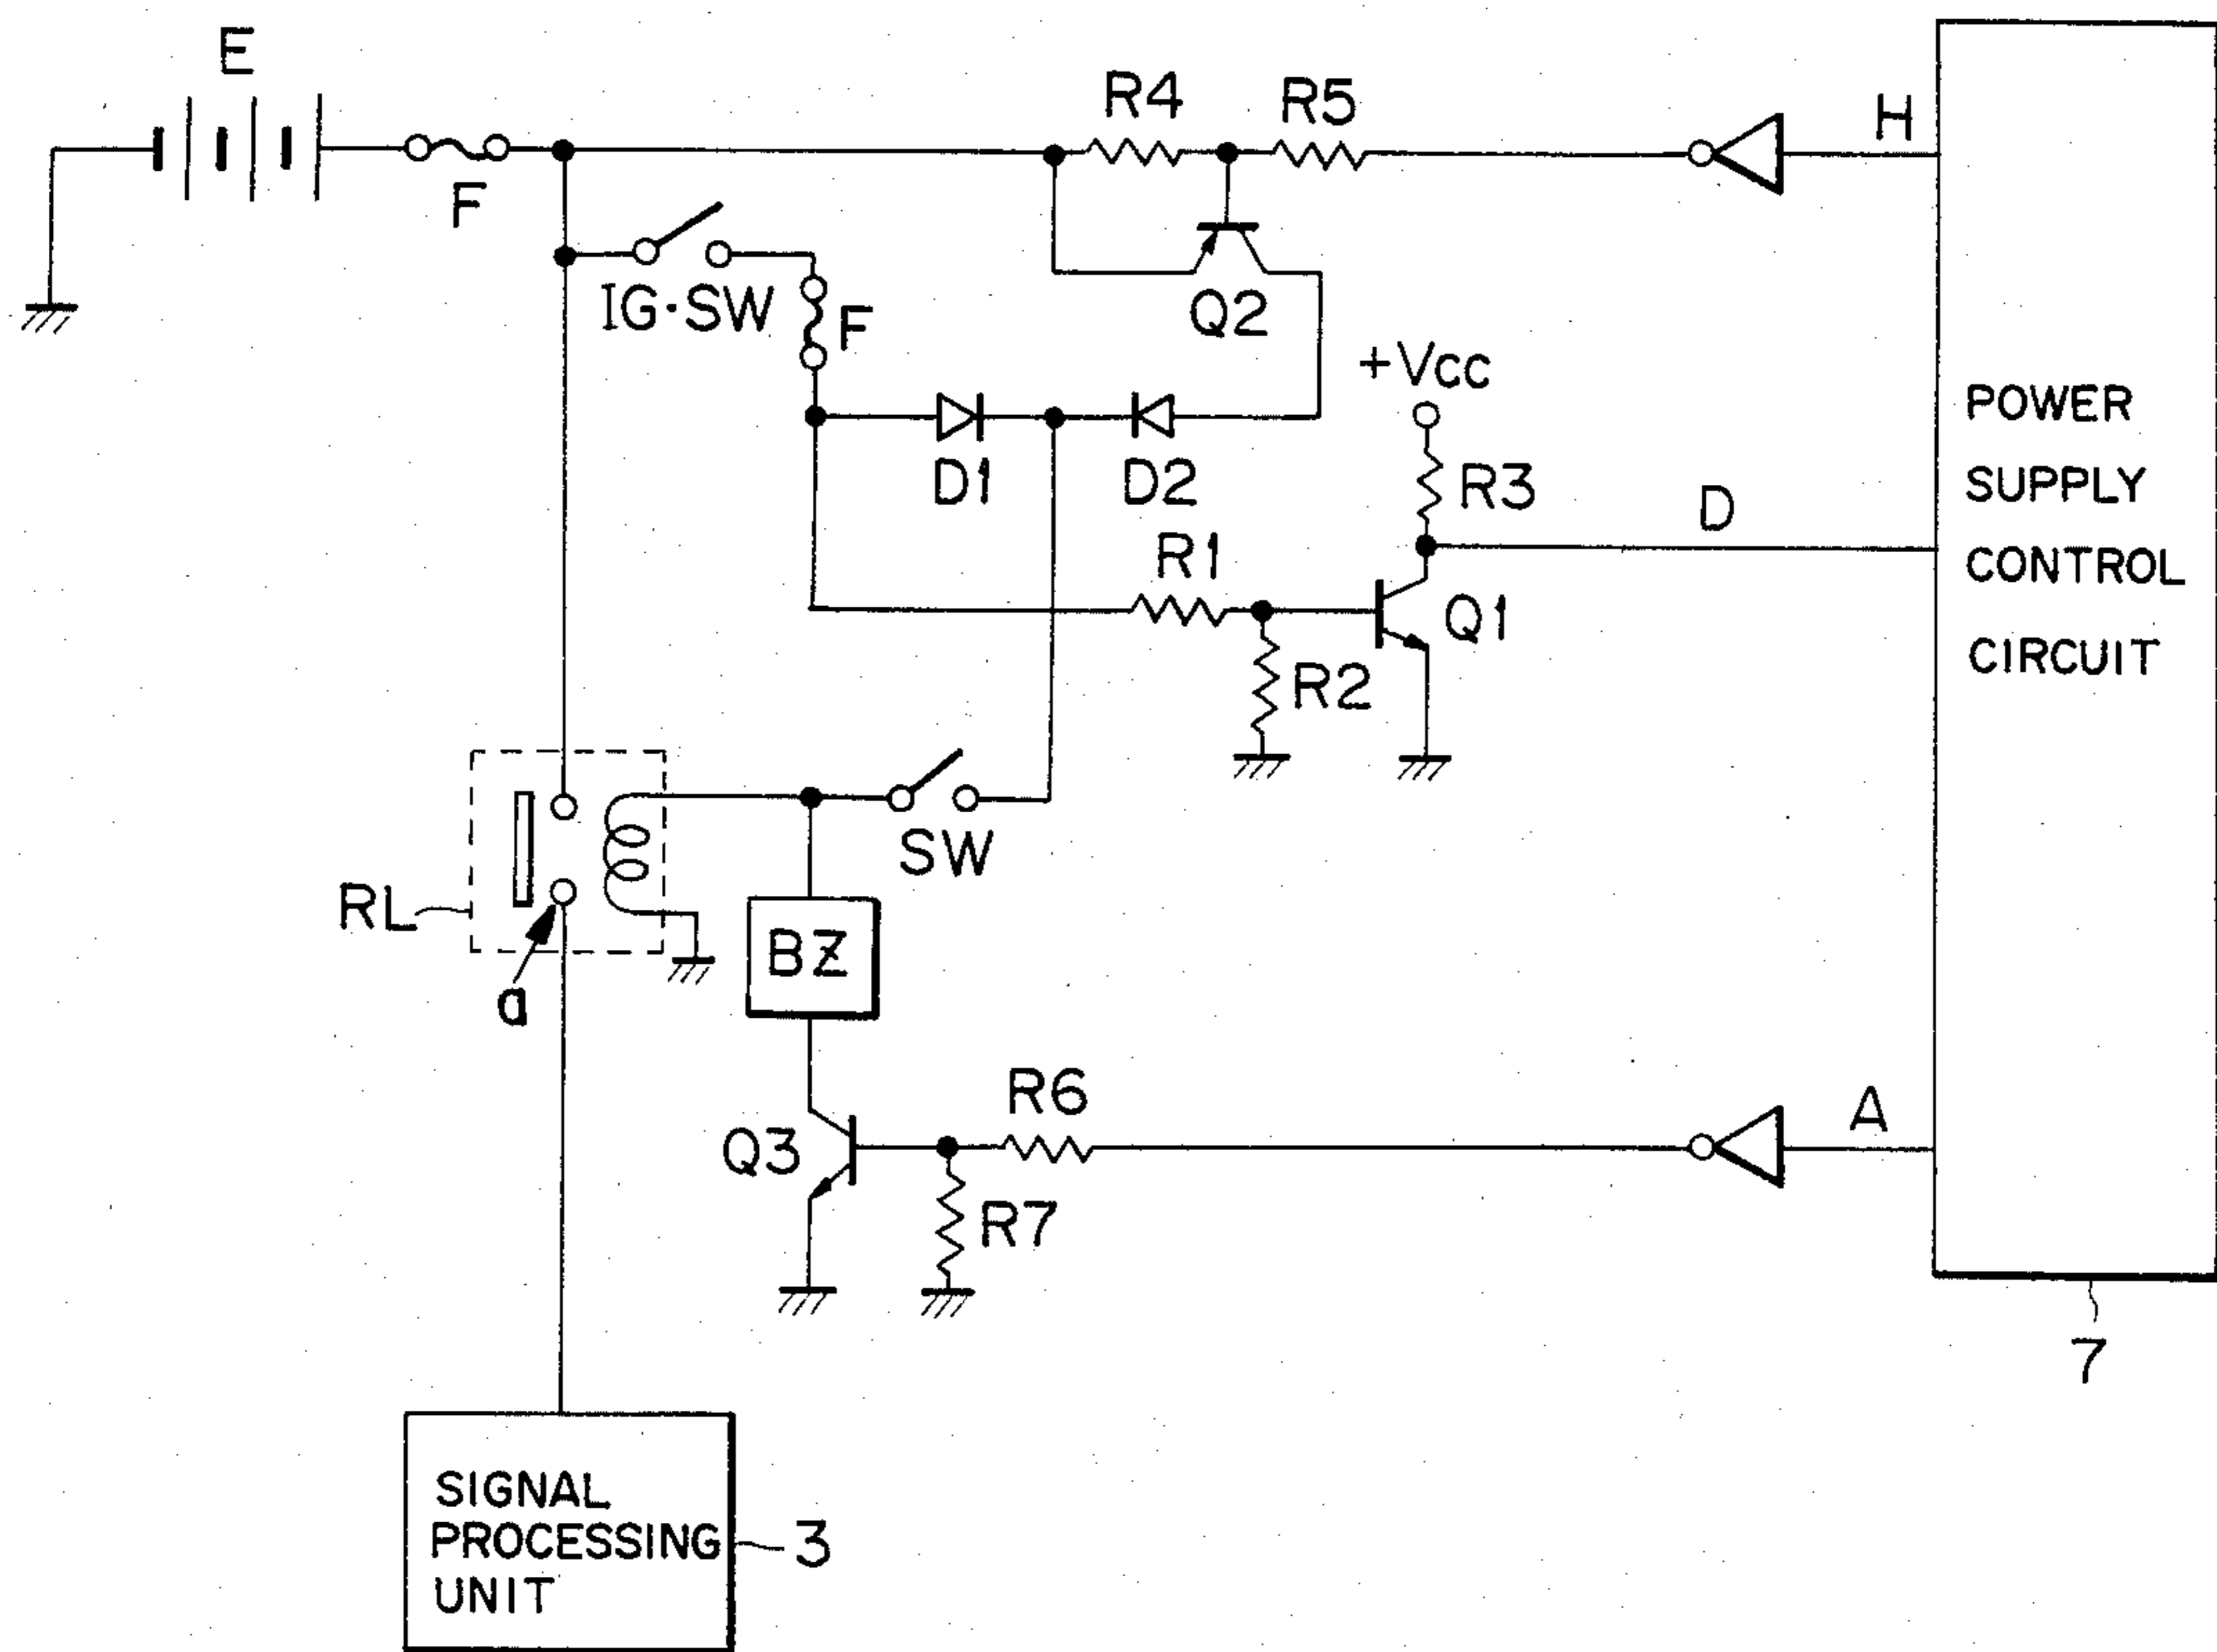 E
F
R4
R5
H
IG·SW
F
Q2
+Vcc
POWER
SUPPLY
CONTROL
CIRCUIT
D1
D2
R3
D
R1
Q1
R2
SW
RL
a
BZ
R6
A
Q3
R7
7
SIGNAL
PROCESSING
UNIT
3